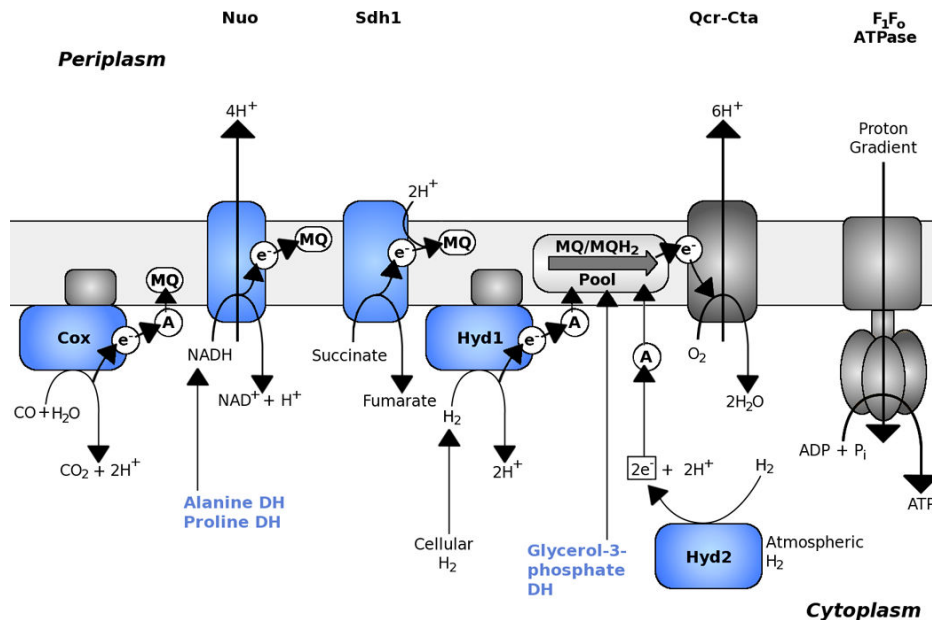 Nuo
Sdh1
Qcr-Cta
F₁Fₒ
ATPase
Periplasm
4H⁺
6H⁺
Proton
Gradient
2H⁺
MQ
e⁻
MQ
e⁻
MQ/MQH₂
Pool
e⁻
MQ
Cox
e⁻
A
Hyd1
e⁻
A
NADH
Succinate
A
O₂
CO+H₂O
NAD⁺ + H⁺
Fumarate
H₂
2H₂O
CO₂ + 2H⁺
2H⁺
2e⁻ + 2H⁺
H₂
ADP + Pᵢ
ATP
Alanine DH
Proline DH
Cellular
H₂
Glycerol-3-
phosphate
DH
Hyd2
Atmospheric
H₂
Cytoplasm